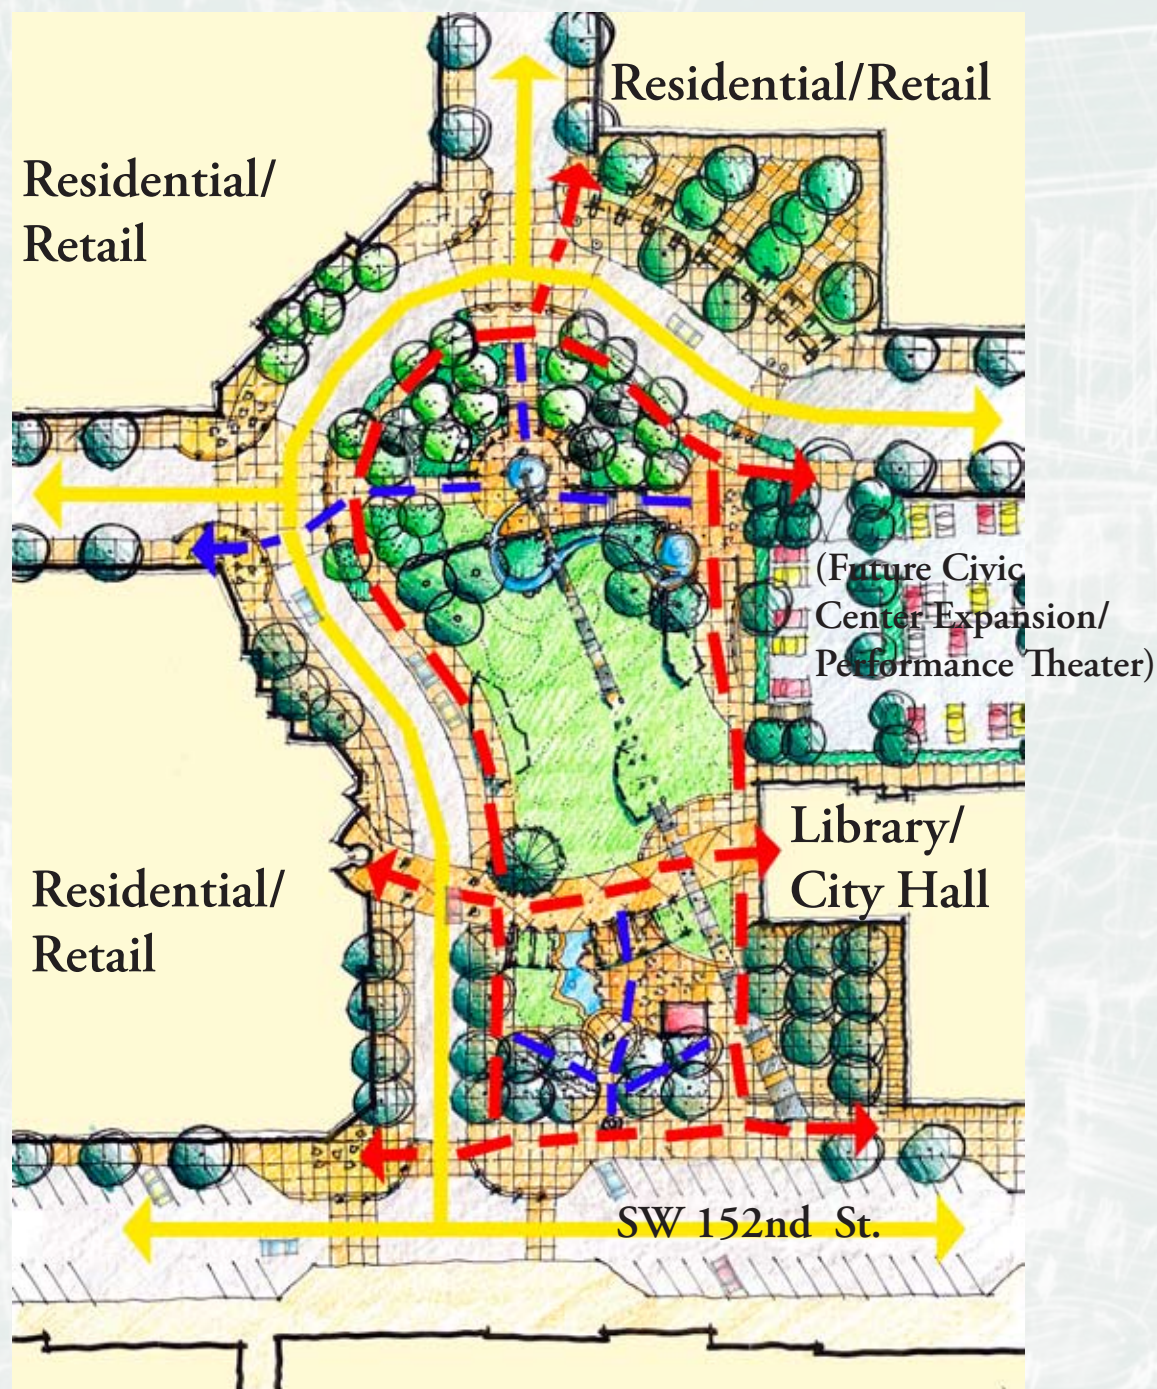 Residential/Retail
Residential/
Retail
(Future Civic
Center Expansion/
Performance Theater)
Library/
City Hall
Residential/
Retail
SW 152nd St.